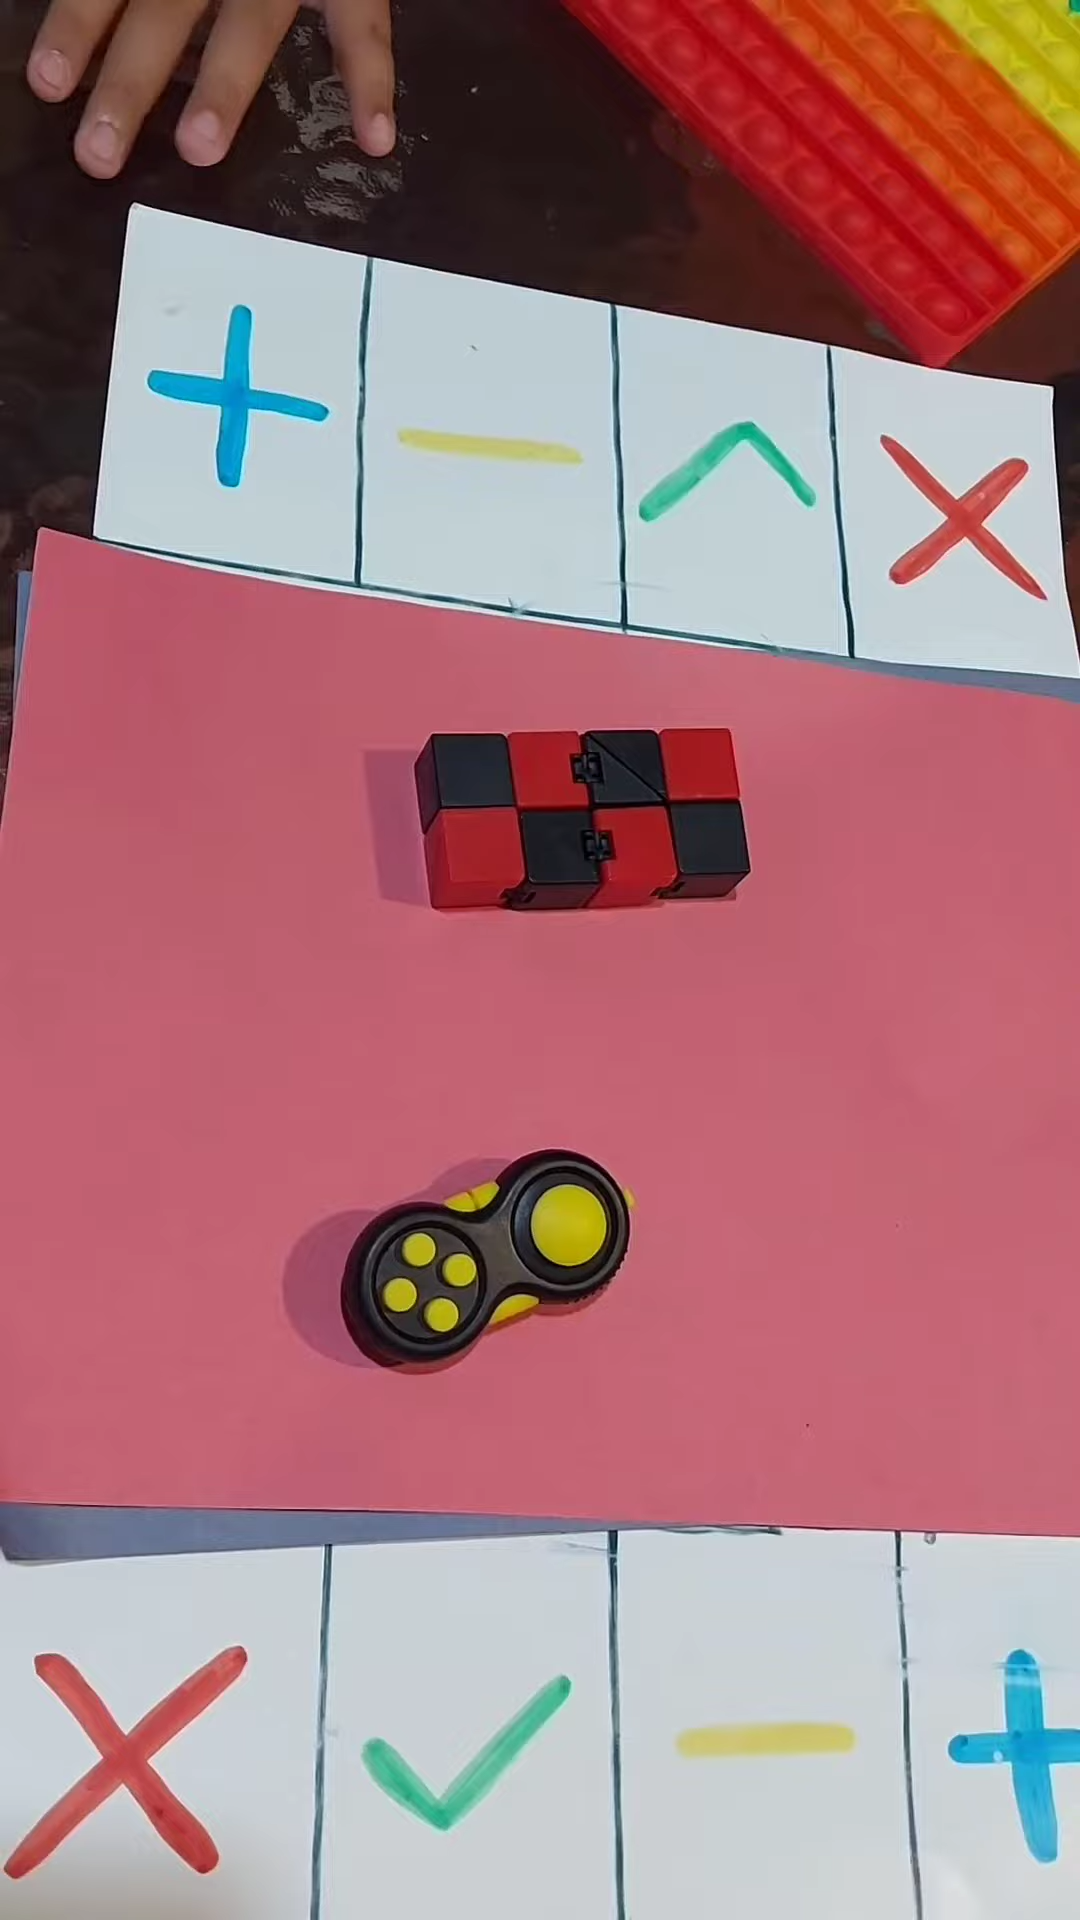 + − ✓ ×
× ✓ − +